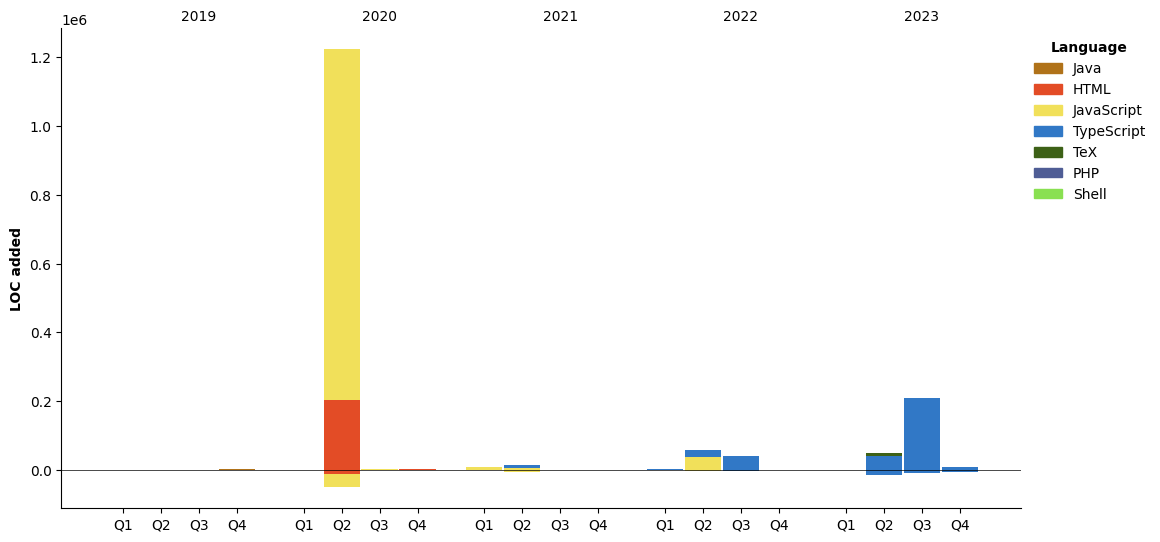 1e6
2019 2020 2021 2022 2023
1.2
1.0
0.8
0.6
0.4
0.2
0.0
LOC added
Q1 Q2 Q3 Q4 Q1 Q2 Q3 Q4 Q1 Q2 Q3 Q4 Q1 Q2 Q3 Q4 Q1 Q2 Q3 Q4
Language
Java
HTML
JavaScript
TypeScript
TeX
PHP
Shell